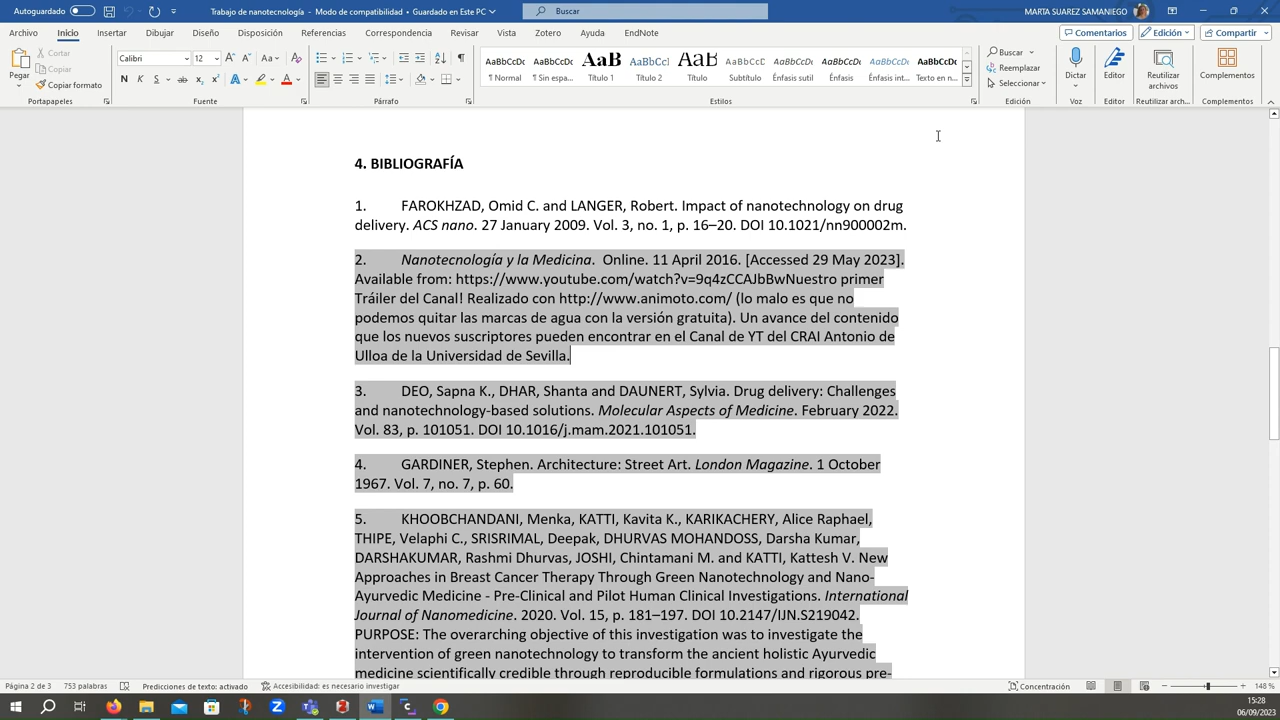 Autoguardado
Trabajo de nanotecnología - Modo de compatibilidad • Guardado en Este PC
Buscar
MARTA SUAREZ SAMANIEGO
Archivo Inicio Insertar Dibujar Diseño Disposición Referencias Correspondencia Revisar Vista Zotero Ayuda EndNote
Comentarios Edición Compartir
Pegar
Cortar
Copiar
Copiar formato
Portapapeles
Calibri 12
N K S
Fuente
Párrafo
AaBbCcDc AaBbCcDc AaB AaBbCcDc AaB AaBbCcDc AaBbCcDc AaBbCcDc AaBbCcDc AaBbCcDc
¶ Normal ¶ Sin espa... Título 1 Título 2 Título Subtítulo Énfasis sutil Énfasis Énfasis int... Texto en n...
Estilos
Buscar
Reemplazar
Seleccionar
Edición
Dictar
Voz
Editor
Editor
Reutilizar archivos
Reutilizar arch...
Complementos
Complementos
4. BIBLIOGRAFÍA
1. FAROKHZAD, Omid C. and LANGER, Robert. Impact of nanotechnology on drug
delivery. ACS nano. 27 January 2009. Vol. 3, no. 1, p. 16–20. DOI 10.1021/nn900002m.
2. Nanotecnología y la Medicina. Online. 11 April 2016. [Accessed 29 May 2023].
Available from: https://www.youtube.com/watch?v=9q4zCCAJbBwNuestro primer
Tráiler del Canal! Realizado con http://www.animoto.com/ (lo malo es que no
podemos quitar las marcas de agua con la versión gratuita). Un avance del contenido
que los nuevos suscriptores pueden encontrar en el Canal de YT del CRAI Antonio de
Ulloa de la Universidad de Sevilla.
3. DEO, Sapna K., DHAR, Shanta and DAUNERT, Sylvia. Drug delivery: Challenges
and nanotechnology-based solutions. Molecular Aspects of Medicine. February 2022.
Vol. 83, p. 101051. DOI 10.1016/j.mam.2021.101051.
4. GARDINER, Stephen. Architecture: Street Art. London Magazine. 1 October
1967. Vol. 7, no. 7, p. 60.
5. KHOOBCHANDANI, Menka, KATTI, Kavita K., KARIKACHERY, Alice Raphael,
THIPE, Velaphi C., SRISRIMAL, Deepak, DHURVAS MOHANDOSS, Darsha Kumar,
DARSHAKUMAR, Rashmi Dhurvas, JOSHI, Chintamani M. and KATTI, Kattesh V. New
Approaches in Breast Cancer Therapy Through Green Nanotechnology and Nano-
Ayurvedic Medicine - Pre-Clinical and Pilot Human Clinical Investigations. International
Journal of Nanomedicine. 2020. Vol. 15, p. 181–197. DOI 10.2147/IJN.S219042.
PURPOSE: The overarching objective of this investigation was to investigate the
intervention of green nanotechnology to transform the ancient holistic Ayurvedic
medicine scientifically credible through reproducible formulations and rigorous pre-
Página 2 de 3 753 palabras Predicciones de texto: activado Accesibilidad: es necesario investigar
Concentración 148 %
15:28
06/09/2023